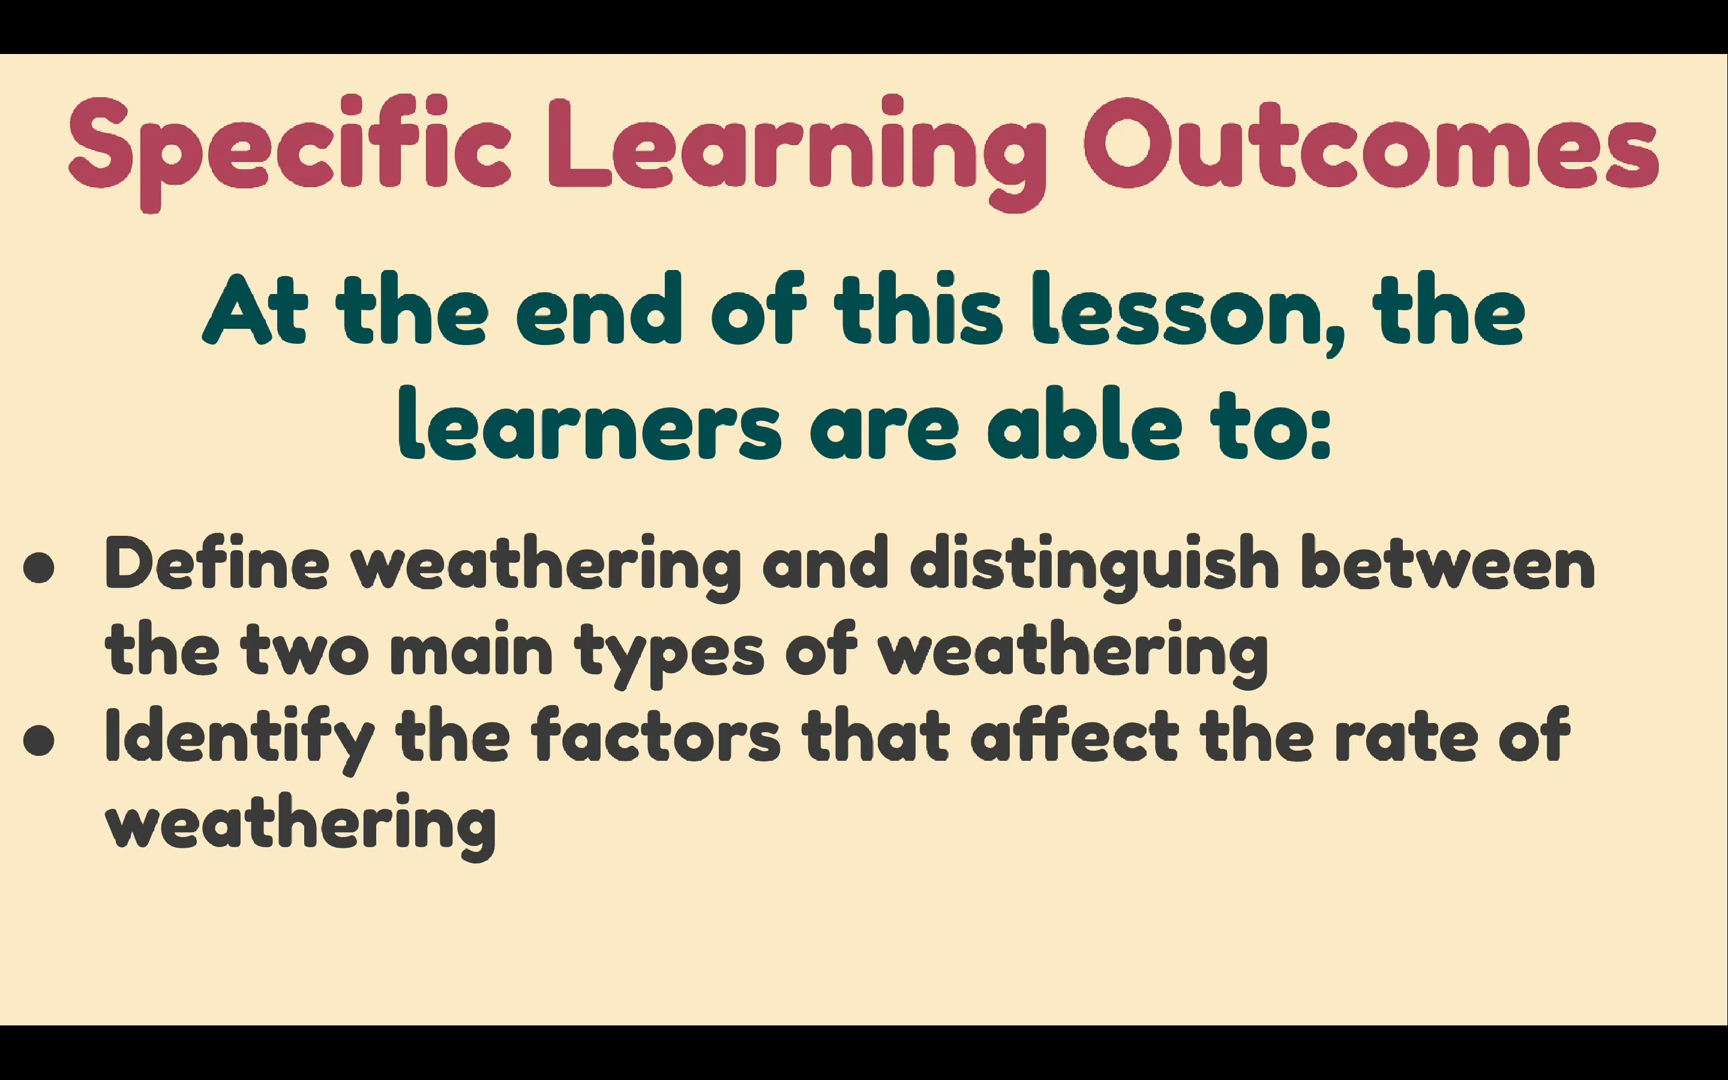 Specific Learning Outcomes
At the end of this lesson, the
learners are able to:
● Define weathering and distinguish between
the two main types of weathering
● Identify the factors that affect the rate of
weathering